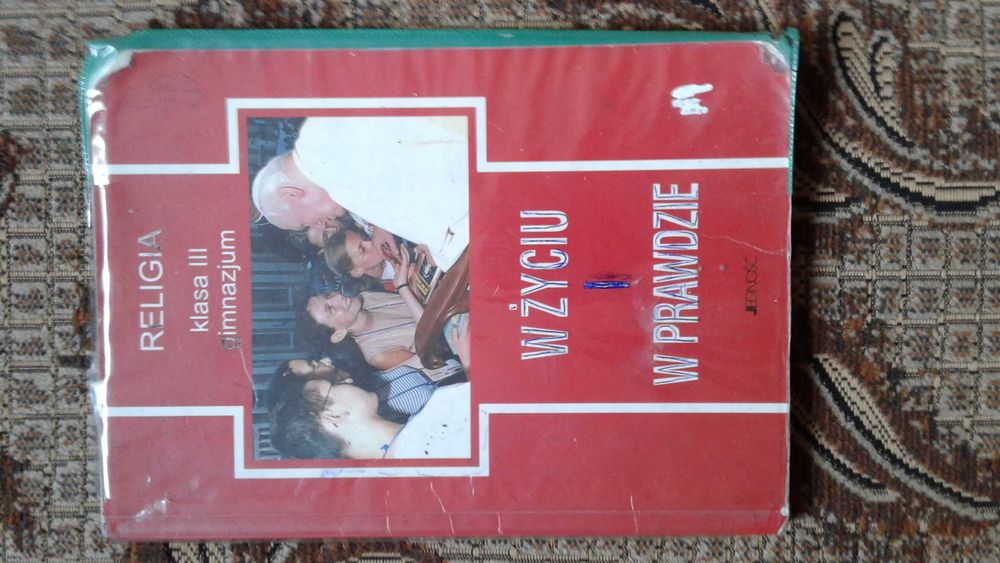 RELIGIA
klasa III
gimnazjum
W ŻYCIU
I
W PRAWDZIE
JEDNOŚĆ